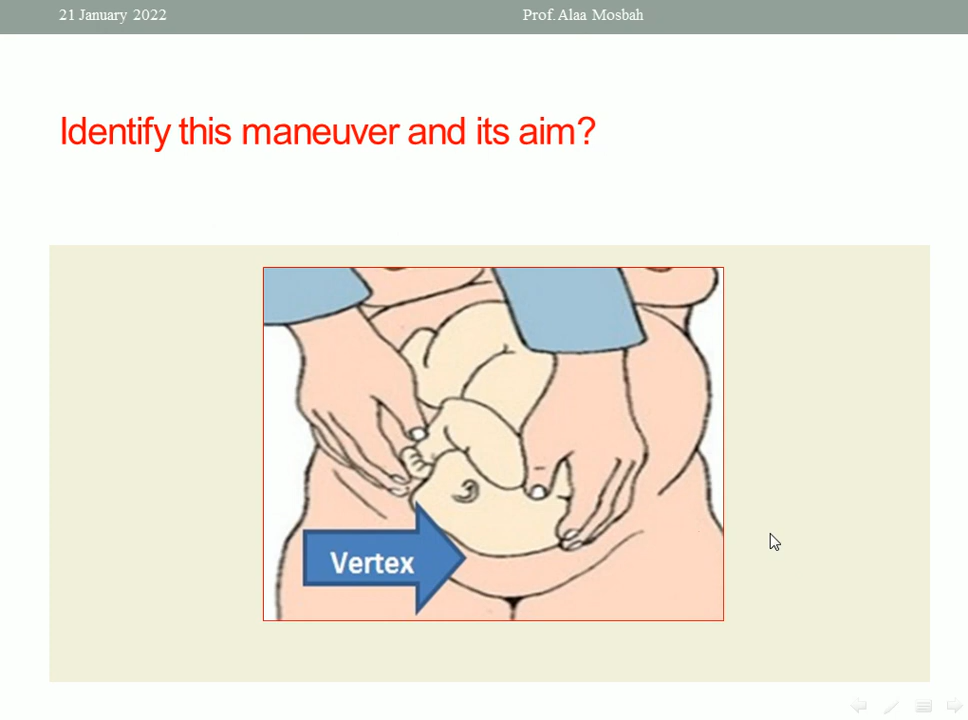 21 January 2022
Prof. Alaa Mosbah
Identify this maneuver and its aim?
Vertex